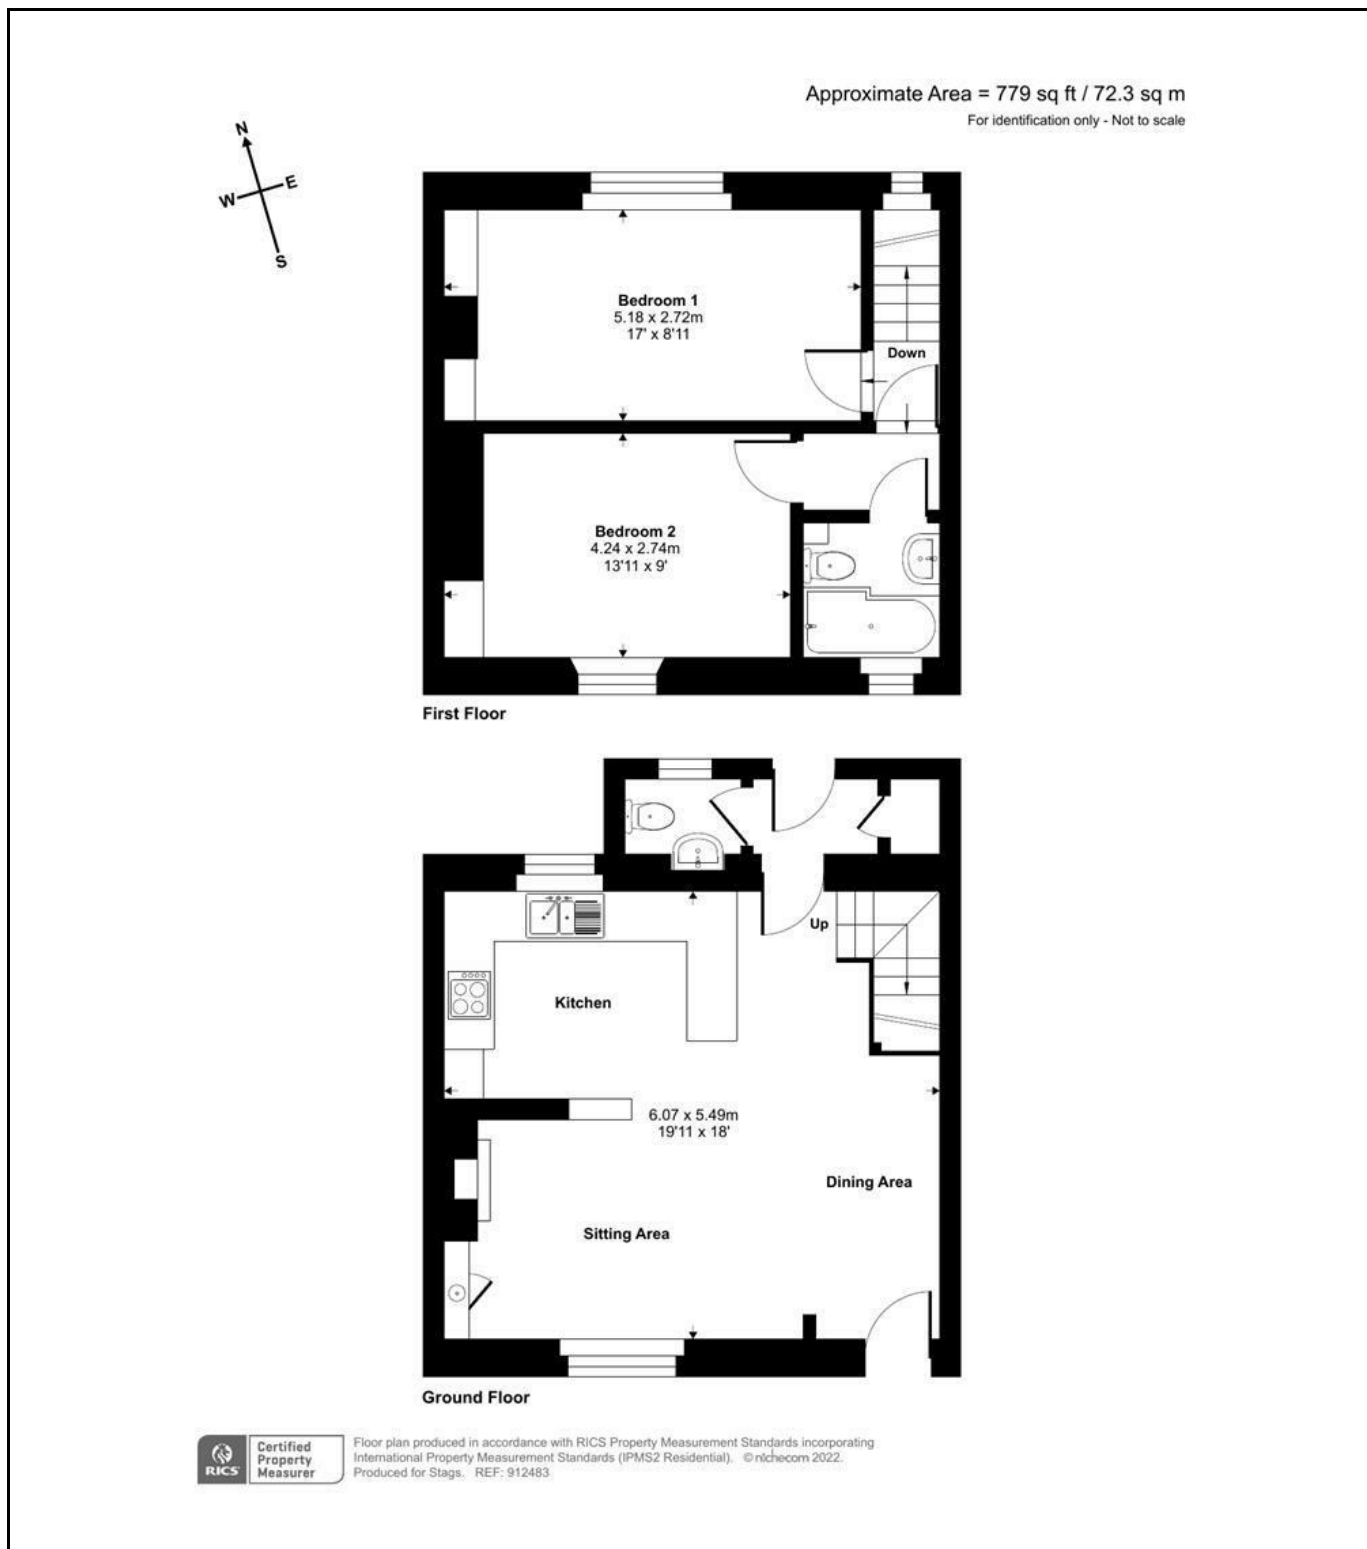 Approximate Area = 779 sq ft / 72.3 sq m
For identification only - Not to scale
N
W
E
S
Bedroom 1
5.18 x 2.72m
17' x 8'11
Down
Bedroom 2
4.24 x 2.74m
13'11 x 9'
First Floor
Up
Kitchen
6.07 x 5.49m
19'11 x 18'
Dining Area
Sitting Area
Ground Floor
RICS
Certified
Property
Measurer
Floor plan produced in accordance with RICS Property Measurement Standards incorporating
International Property Measurement Standards (IPMS2 Residential). © nichecom 2022.
Produced for Stags. REF: 912483